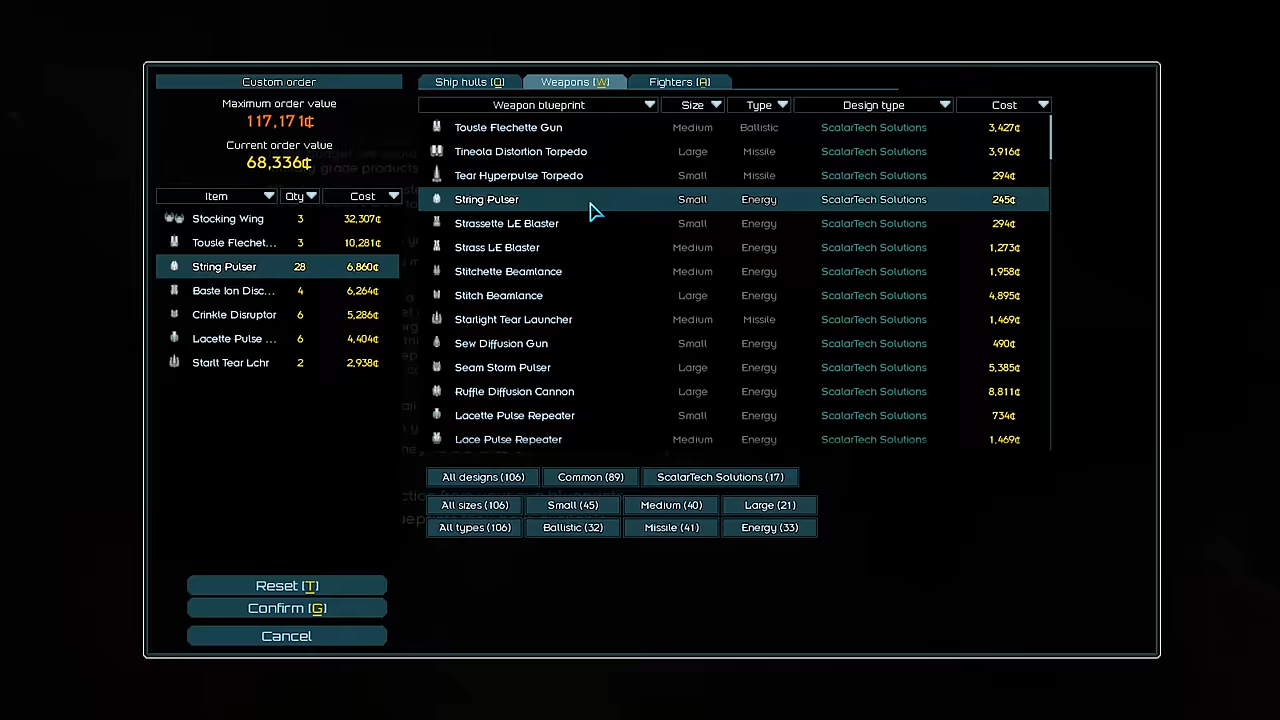 Custom order
Maximum order value
117,171¢
Current order value
68,336¢
Item Qty Cost
Stocking Wing 3 32,307¢
Tousle Flechet... 3 10,281¢
String Pulser 28 6,860¢
Baste Ion Disc... 4 6,264¢
Crinkle Disruptor 6 5,286¢
Lacette Pulse ... 6 4,404¢
Starlt Tear Lchr 2 2,938¢
Reset [T]
Confirm [G]
Cancel
Ship hulls [Q] Weapons [W] Fighters [A]
Weapon blueprint Size Type Design type Cost
Tousle Flechette Gun Medium Ballistic ScalarTech Solutions 3,427¢
Tineola Distortion Torpedo Large Missile ScalarTech Solutions 3,916¢
Tear Hyperpulse Torpedo Small Missile ScalarTech Solutions 294¢
String Pulser Small Energy ScalarTech Solutions 245¢
Strassette LE Blaster Small Energy ScalarTech Solutions 294¢
Strass LE Blaster Medium Energy ScalarTech Solutions 1,273¢
Stitchette Beamlance Medium Energy ScalarTech Solutions 1,958¢
Stitch Beamlance Large Energy ScalarTech Solutions 4,895¢
Starlight Tear Launcher Medium Missile ScalarTech Solutions 1,469¢
Sew Diffusion Gun Small Energy ScalarTech Solutions 490¢
Seam Storm Pulser Large Energy ScalarTech Solutions 5,385¢
Ruffle Diffusion Cannon Large Energy ScalarTech Solutions 8,811¢
Lacette Pulse Repeater Small Energy ScalarTech Solutions 734¢
Lace Pulse Repeater Medium Energy ScalarTech Solutions 1,469¢
All designs (106) Common (89) ScalarTech Solutions (17)
All sizes (106) Small (45) Medium (40) Large (21)
All types (106) Ballistic (32) Missile (41) Energy (33)